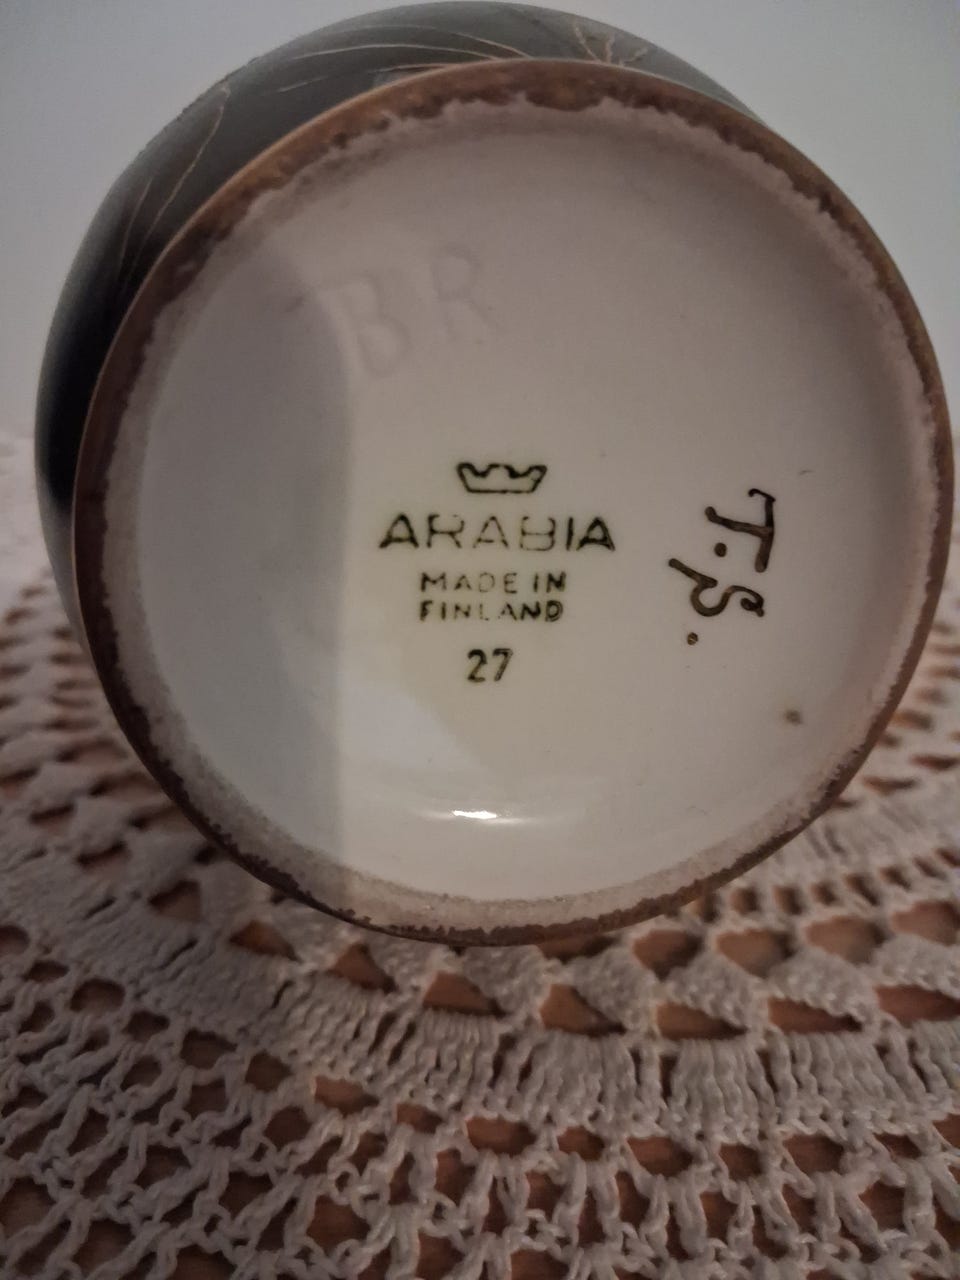 BR
ARABIA
MADE IN
FINLAND
27
T.S.